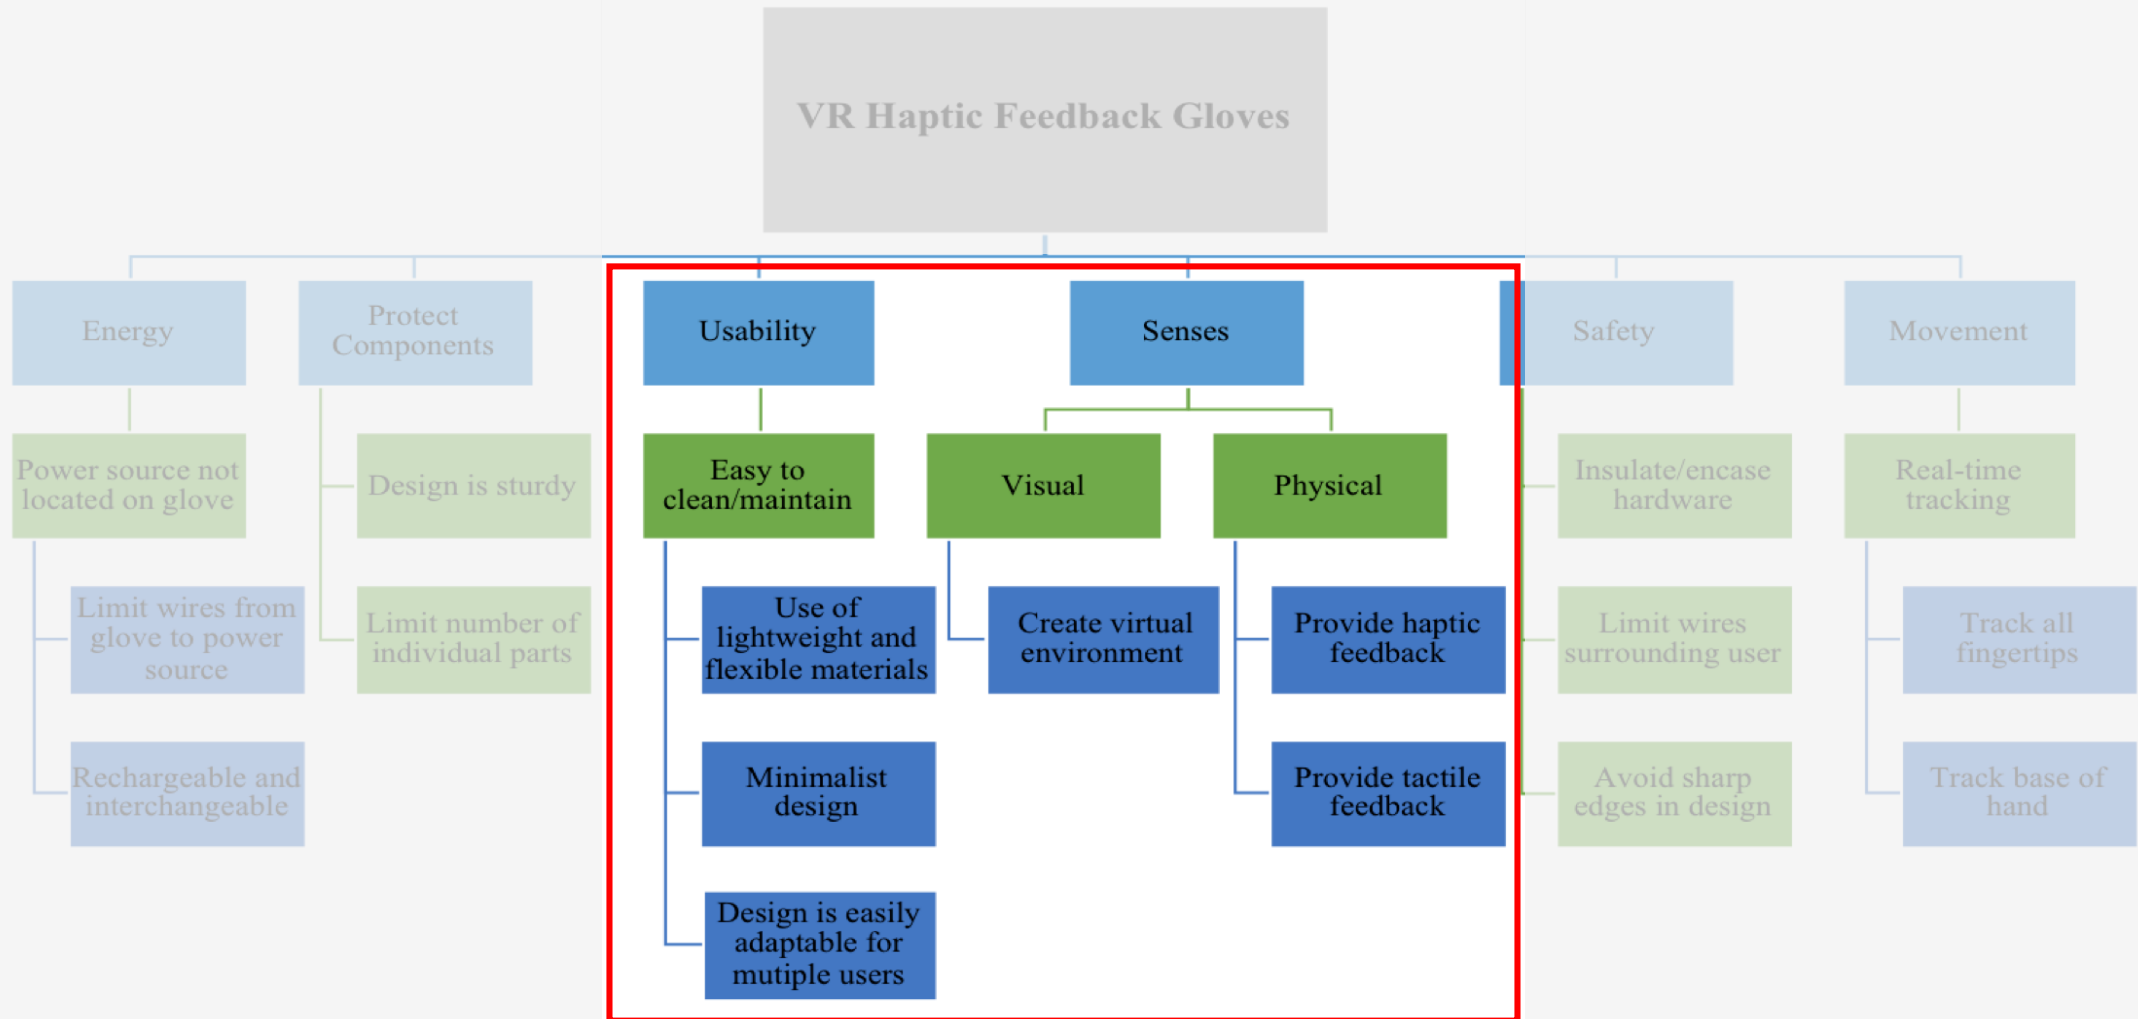 VR Haptic Feedback Gloves
Energy
Protect
Components
Usability
Senses
Safety
Movement
Power source not
located on glove
Design is sturdy
Easy to
clean/maintain
Visual
Physical
Insulate/encase
hardware
Real-time
tracking
Limit wires from
glove to power
source
Limit number of
individual parts
Use of
lightweight and
flexible materials
Create virtual
environment
Provide haptic
feedback
Limit wires
surrounding user
Track all
fingertips
Rechargeable and
interchangeable
Minimalist
design
Provide tactile
feedback
Avoid sharp
edges in design
Track base of
hand
Design is easily
adaptable for
mutiple users